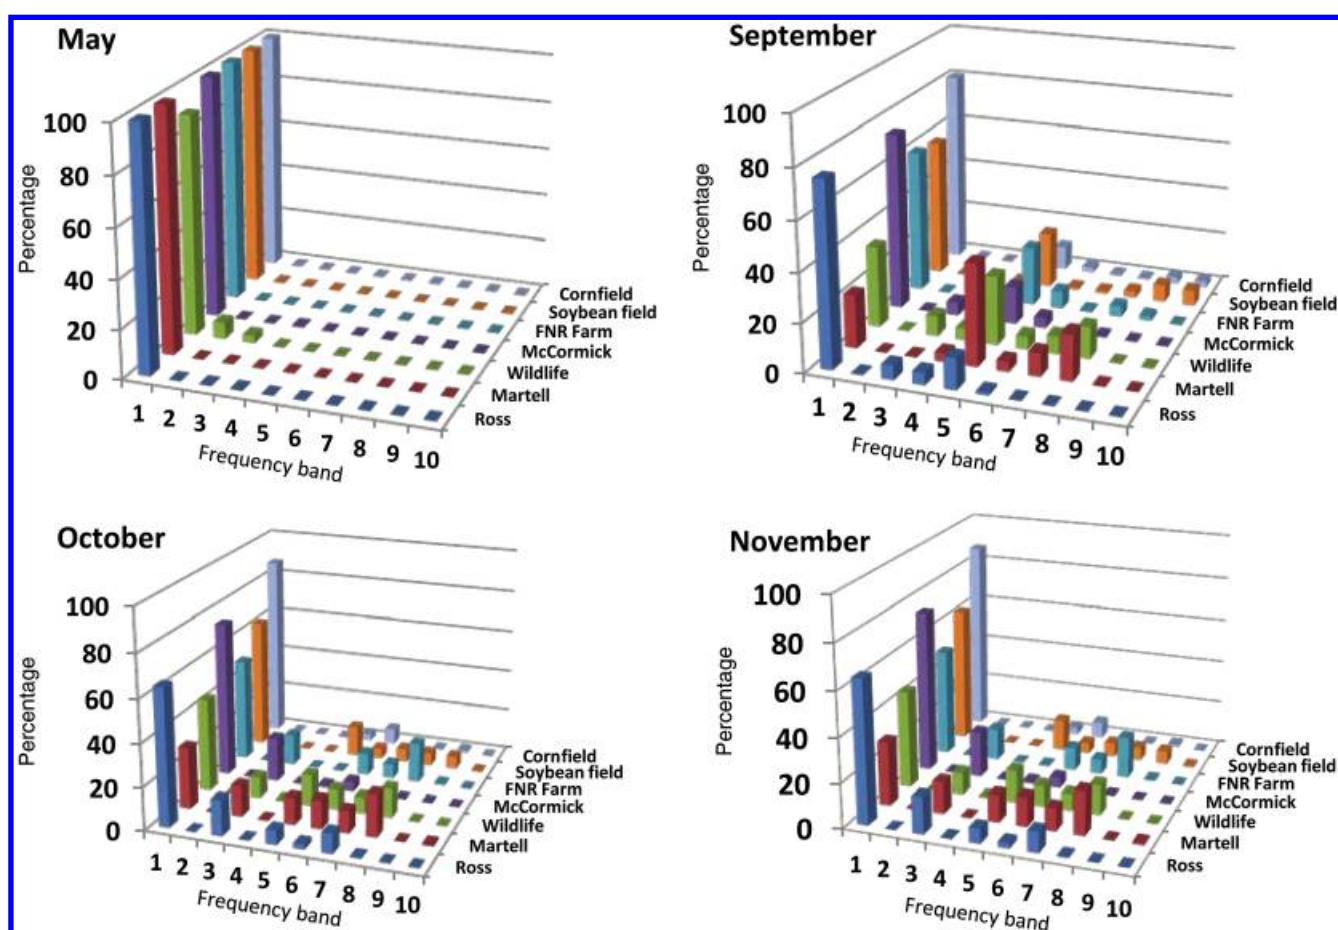 May
Percentage
100
80
60
40
20
0
1 2 3 4 5 6 7 8 9 10
Frequency band
Cornfield
Soybean field
FNR Farm
McCormick
Wildlife
Martell
Ross
September
Percentage
100
80
60
40
20
0
1 2 3 4 5 6 7 8 9 10
Frequency band
Cornfield
Soybean field
FNR Farm
McCormick
Wildlife
Martell
Ross
October
Percentage
100
80
60
40
20
0
1 2 3 4 5 6 7 8 9 10
Frequency band
Cornfield
Soybean field
FNR Farm
McCormick
Wildlife
Martell
Ross
November
Percentage
100
80
60
40
20
0
1 2 3 4 5 6 7 8 9 10
Frequency band
Cornfield
Soybean field
FNR Farm
McCormick
Wildlife
Martell
Ross